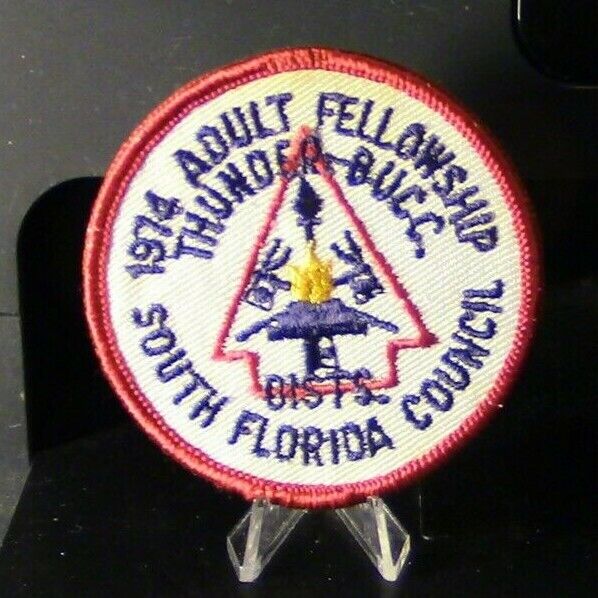 1974 ADULT FELLOWSHIP
THUNDER-BUCC.
DISTS.
SOUTH FLORIDA COUNCIL